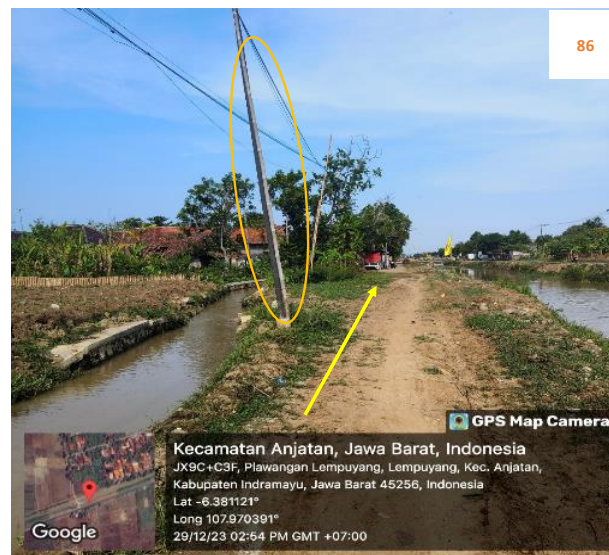 86
GPS Map Camera
Kecamatan Anjatan, Jawa Barat, Indonesia
JX9C+C3F, Plawangan Lempuyang, Lempuyang, Kec. Anjatan,
Kabupaten Indramayu, Jawa Barat 45256, Indonesia
Lat -6.381121°
Long 107.970391°
29/12/23 02:54 PM GMT +07:00
Google